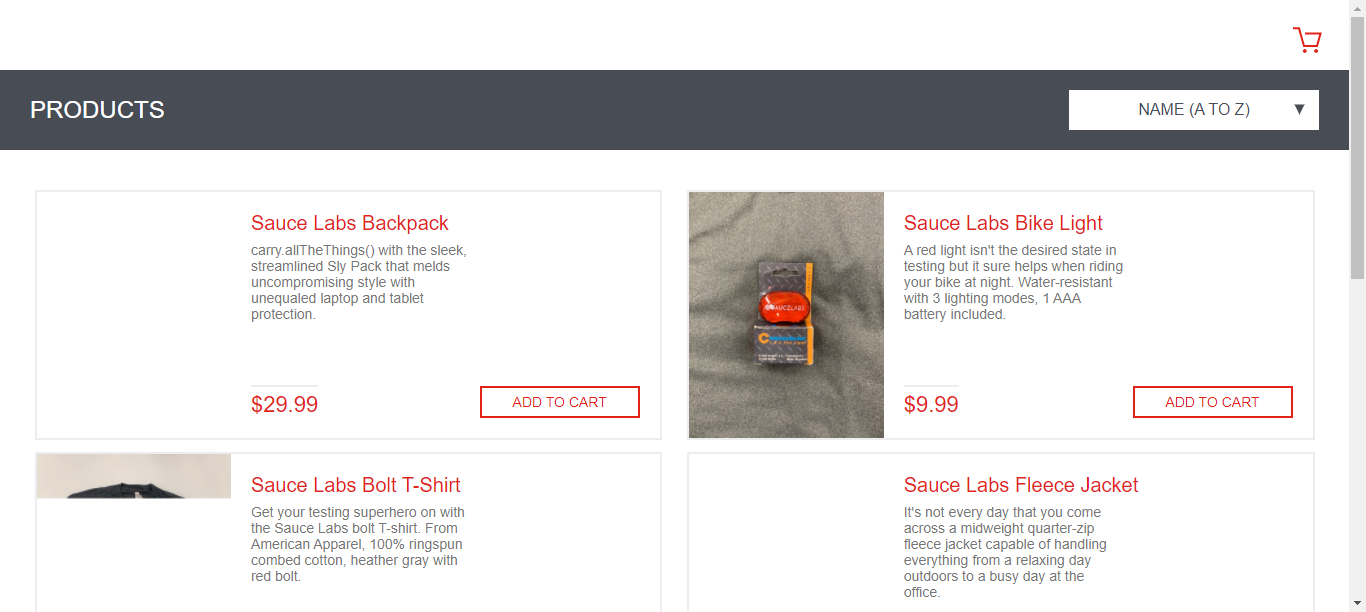 PRODUCTS
NAME (A TO Z)
Sauce Labs Backpack
carry.allTheThings() with the sleek,
streamlined Sly Pack that melds
uncompromising style with
unequaled laptop and tablet
protection.
$29.99
ADD TO CART
Sauce Labs Bike Light
A red light isn't the desired state in
testing but it sure helps when riding
your bike at night. Water-resistant
with 3 lighting modes, 1 AAA
battery included.
$9.99
ADD TO CART
Sauce Labs Bolt T-Shirt
Get your testing superhero on with
the Sauce Labs bolt T-shirt. From
American Apparel, 100% ringspun
combed cotton, heather gray with
red bolt.
Sauce Labs Fleece Jacket
It's not every day that you come
across a midweight quarter-zip
fleece jacket capable of handling
everything from a relaxing day
outdoors to a busy day at the
office.